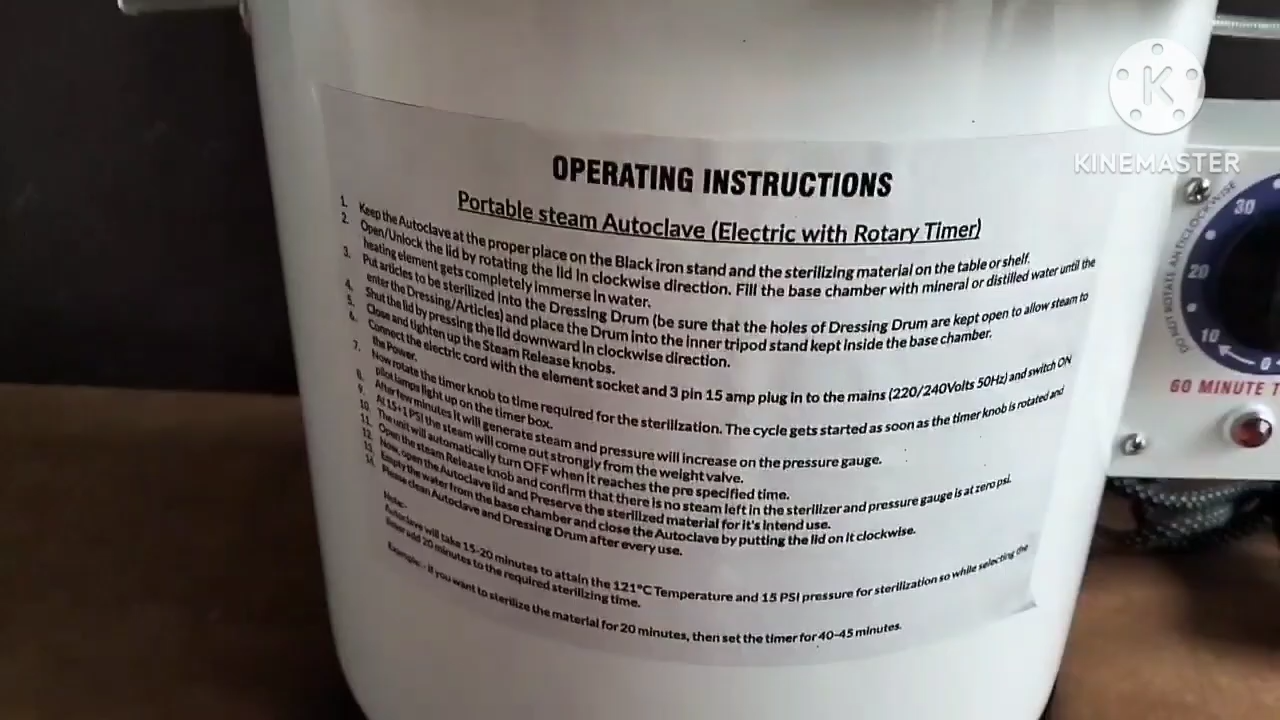 OPERATING INSTRUCTIONS
Portable steam Autoclave (Electric with Rotary Timer)
1. Keep the Autoclave at the proper place on the Black iron stand and the sterilizing material on the table or shelf.
2. Open/Unlock the lid by rotating the lid in clockwise direction. Fill the base chamber with mineral or distilled water until the
heating element gets completely immerse in water.
3. Put articles to be sterilized into the Dressing Drum (be sure that the holes of Dressing Drum are kept open to allow steam to
enter the Dressing/Articles) and place the Drum into the inner tripod stand kept inside the base chamber.
4. Shut the lid by pressing the lid downward in clockwise direction.
5. Close and tighten up the Steam Release knobs.
6. Connect the electric cord with the element socket and 3 pin 15 amp plug in to the mains (220/240Volts 50Hz) and switch ON
the Power.
7. Now rotate the timer knob to time required for the sterilization. The cycle gets started as soon as the timer knob is rotated and
pilot lamps light up on the timer box.
8. After few minutes it will generate steam and pressure will increase on the pressure gauge.
9. At 15+1 PSI the steam will come out strongly from the weight valve.
10. The unit will automatically turn OFF when it reaches the pre specified time.
11. Open the steam Release knob and confirm that there is no steam left in the sterilizer and pressure gauge is at zero psi.
12. Now, open the Autoclave lid and Preserve the sterilized material for it's intend use.
13. Empty the water from the base chamber and close the Autoclave by putting the lid on it clockwise.
14. Please clean Autoclave and Dressing Drum after every use.
Note:-
Autoclave will take 15-20 minutes to attain the 121°C Temperature and 15 PSI pressure for sterilization so while selecting the
timer add 20 minutes to the required sterilizing time.
Example:- if you want to sterilize the material for 20 minutes, then set the timer for 40-45 minutes.
K
KINEMASTER
DO NOT ROTATE ANTICLOCKWISE
30
20
10
0
60 MINUTE T